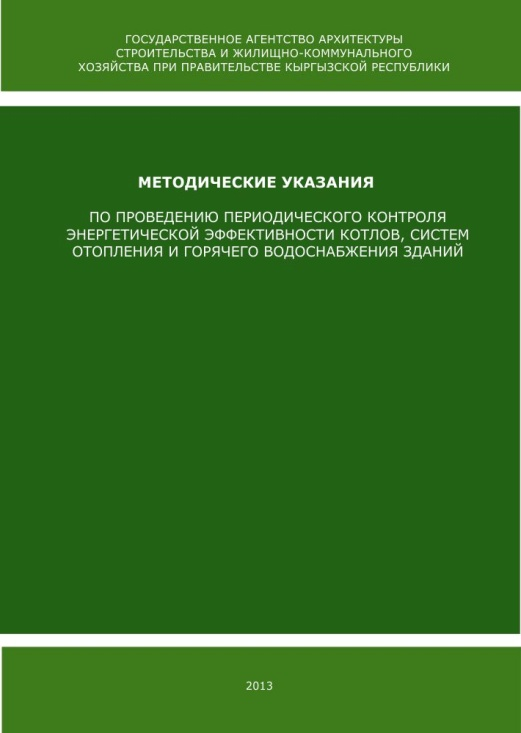 ГОСУДАРСТВЕННОЕ АГЕНТСТВО АРХИТЕКТУРЫ
СТРОИТЕЛЬСТВА И ЖИЛИЩНО-КОММУНАЛЬНОГО
ХОЗЯЙСТВА ПРИ ПРАВИТЕЛЬСТВЕ КЫРГЫЗСКОЙ РЕСПУБЛИКИ
МЕТОДИЧЕСКИЕ УКАЗАНИЯ
ПО ПРОВЕДЕНИЮ ПЕРИОДИЧЕСКОГО КОНТРОЛЯ
ЭНЕРГЕТИЧЕСКОЙ ЭФФЕКТИВНОСТИ КОТЛОВ, СИСТЕМ
ОТОПЛЕНИЯ И ГОРЯЧЕГО ВОДОСНАБЖЕНИЯ ЗДАНИЙ
2013